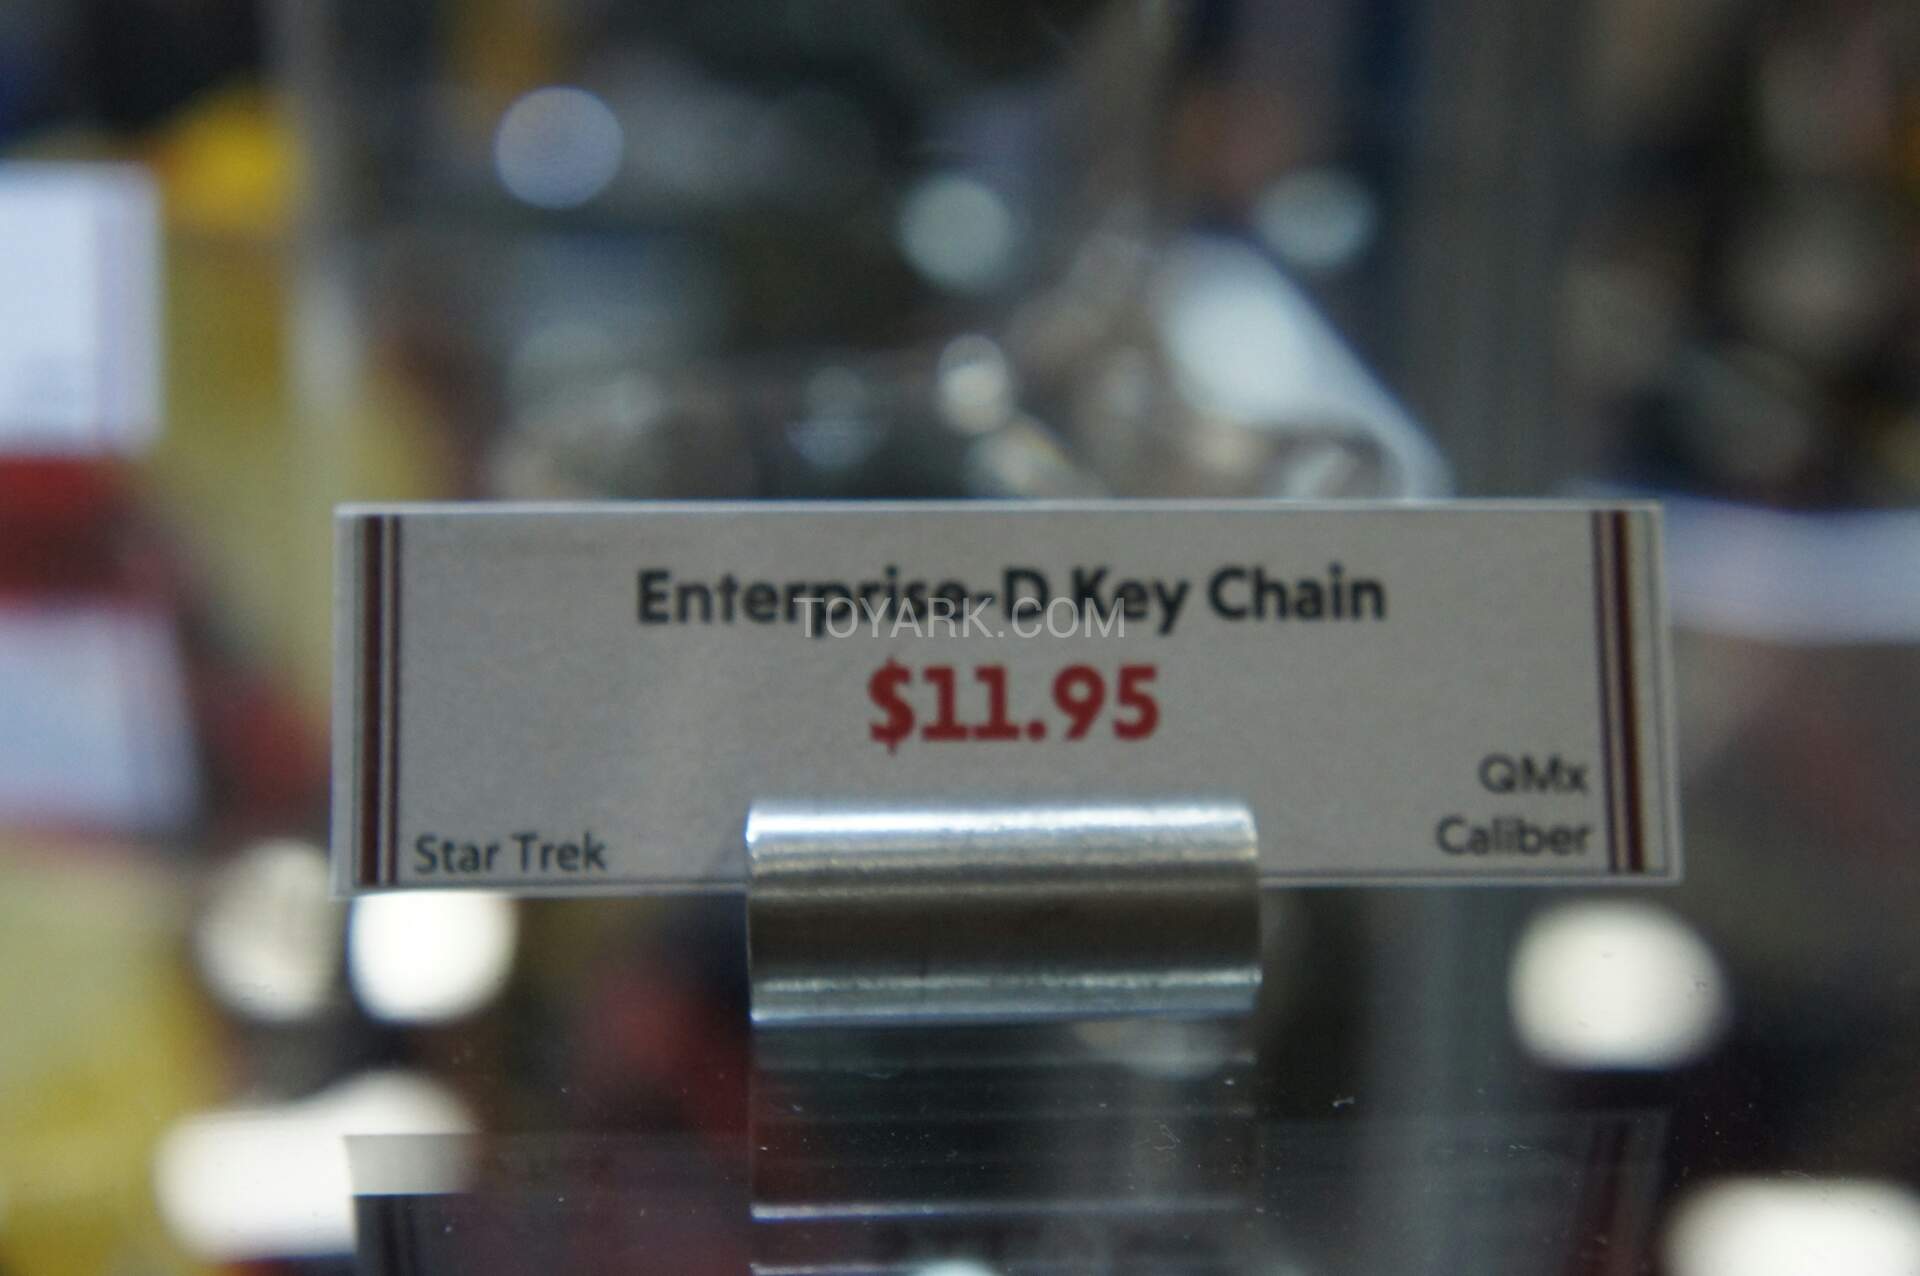 Enterprise-D Key Chain
TOYARK.COM
$11.95
QMx
Caliber
Star Trek